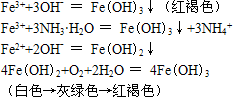 Fe³⁺+3OH⁻ = Fe(OH)₃↓（红褐色）
Fe³⁺+3NH₃·H₂O = Fe(OH)₃↓+3NH⁴⁺
Fe²⁺+2OH⁻ = Fe(OH)₂↓
4Fe(OH)₂+O₂+2H₂O = 4Fe(OH)₃
（白色→灰绿色→红褐色）